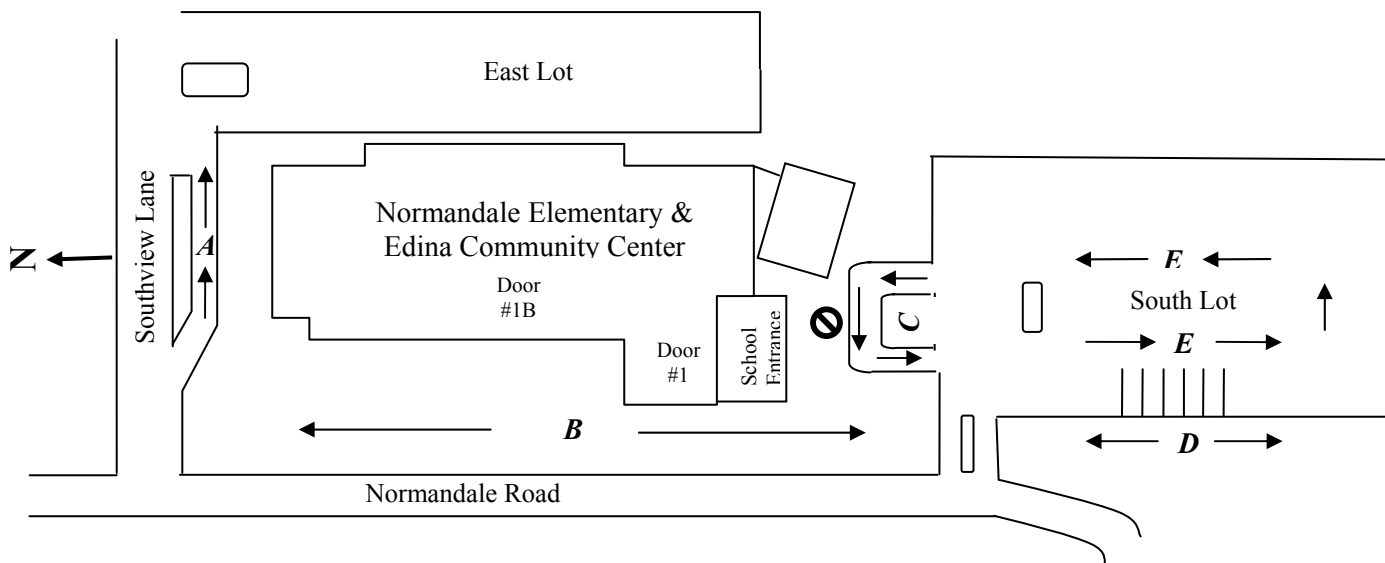 East Lot
Southview Lane
A
N
Normandale Elementary &
Edina Community Center
Door
#1B
Door
#1
School
Entrance
C
E
South Lot
E
B
D
Normandale Road